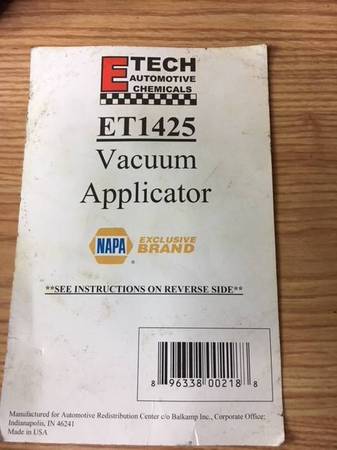 ETECH
AUTOMOTIVE
CHEMICALS
ET1425
Vacuum
Applicator
NAPA EXCLUSIVE
BRAND
**SEE INSTRUCTIONS ON REVERSE SIDE**
8 96338 00218 8
Manufactured for Automotive Redistribution Center c/o Balkamp Inc., Corporate Office;
Indianapolis, IN 46241
Made in USA